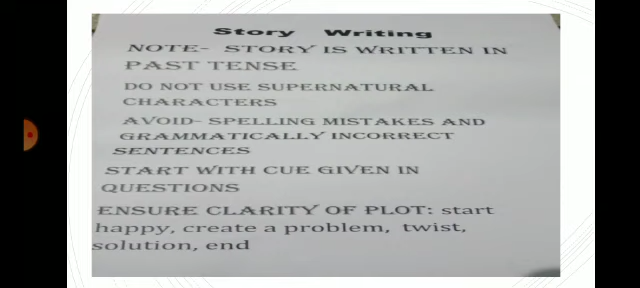 Story Writing
NOTE- STORY IS WRITTEN IN
PAST TENSE
DO NOT USE SUPERNATURAL
CHARACTERS
AVOID- SPELLING MISTAKES AND
GRAMMATICALLY INCORRECT
SENTENCES
START WITH CUE GIVEN IN
QUESTIONS
ENSURE CLARITY OF PLOT: start
happy, create a problem, twist,
solution, end